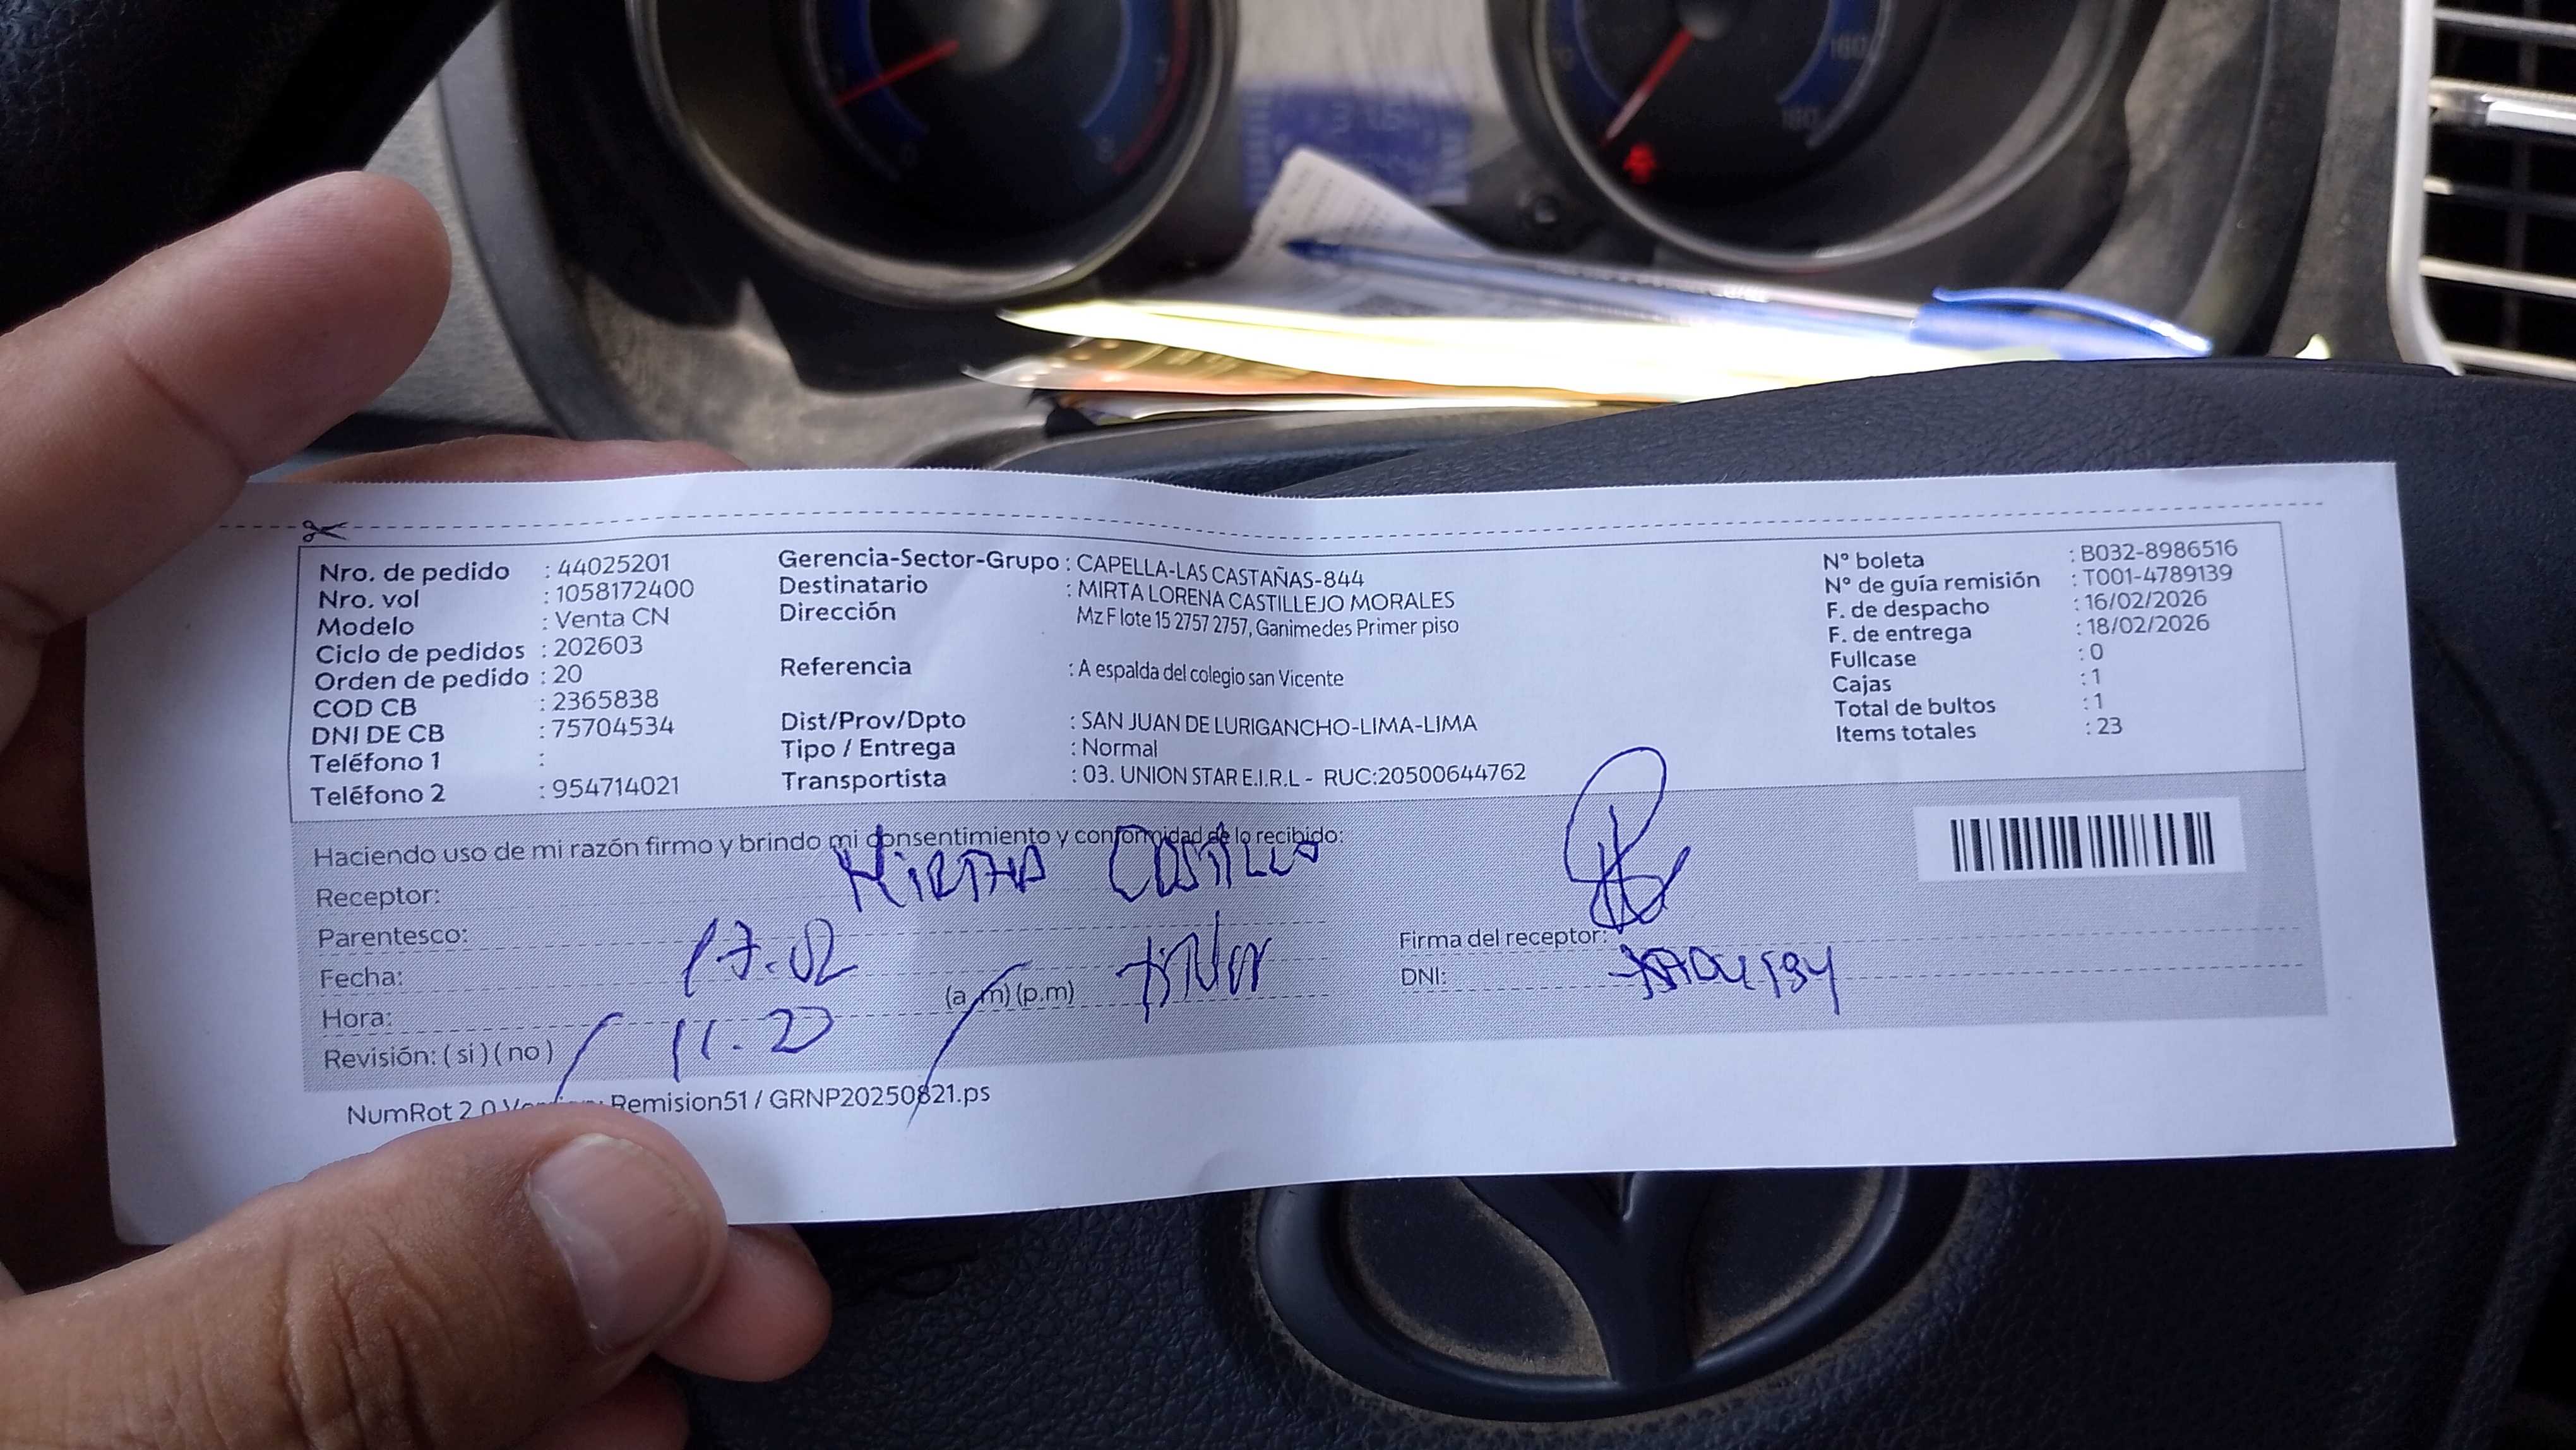 Nro. de pedido : 44025201
Nro. vol : 1058172400
Modelo : Venta CN
Ciclo de pedidos : 202603
Orden de pedido : 20
COD CB : 2365838
DNI DE CB : 75704534
Teléfono 1 :
Teléfono 2 : 954714021
Gerencia-Sector-Grupo : CAPELLA-LAS CASTAÑAS-844
Destinatario : MIRTA LORENA CASTILLEJO MORALES
Dirección Mz F lote 15 2757 2757, Ganimedes Primer piso
Referencia : A espalda del colegio san Vicente
Dist/Prov/Dpto : SAN JUAN DE LURIGANCHO-LIMA-LIMA
Tipo / Entrega : Normal
Transportista : 03. UNION STAR E.I.R.L - RUC:20500644762
N° boleta : B032-8986516
N° de guía remisión : T001-4789139
F. de despacho : 16/02/2026
F. de entrega : 18/02/2026
Fullcase : 0
Cajas : 1
Total de bultos : 1
Items totales : 23
Haciendo uso de mi razón firmo y brindo mi consentimiento y conformidad de lo recibido:
Receptor: MIRTHA CASTILLO
Parentesco:
Fecha: 17.02
Hora: 11.20 (a.m) (p.m)
Revisión: ( si ) ( no )
Firma del receptor:
DNI:
NumRot 2.0 Remision51 / GRNP20250821.ps
160
180